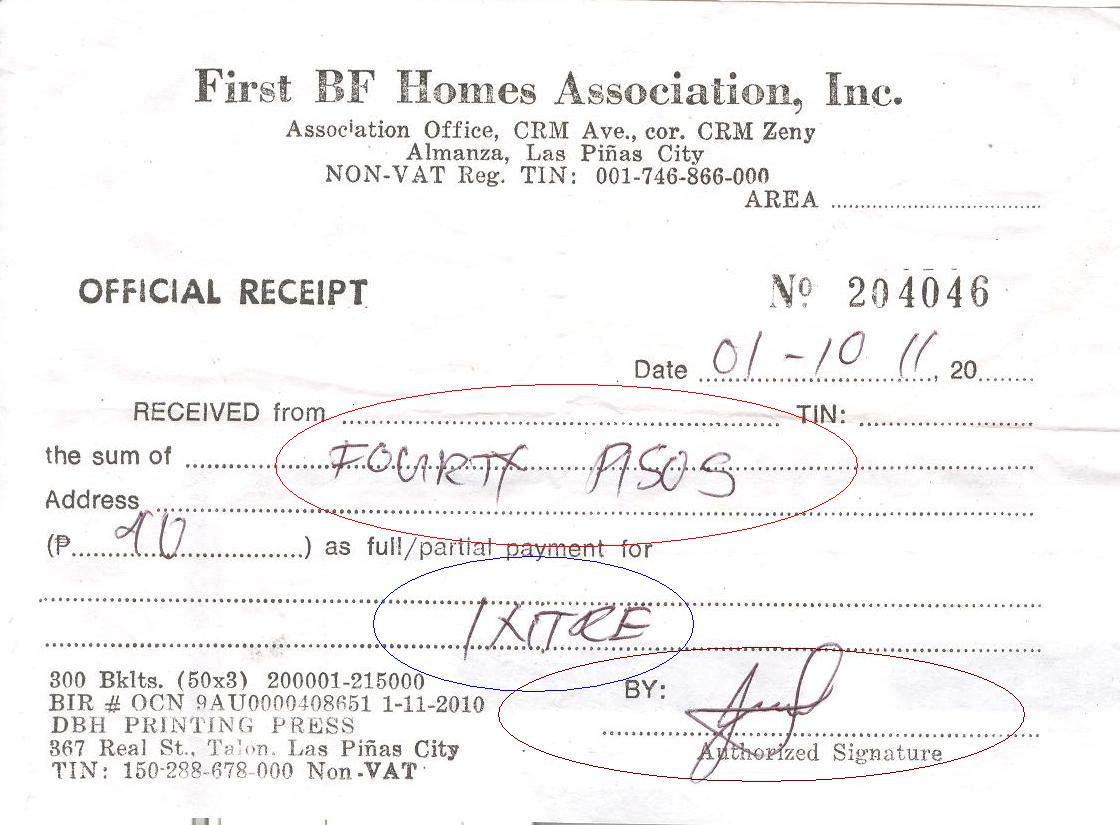 First BF Homes Association, Inc.
Association Office, CRM Ave., cor. CRM Zeny
Almanza, Las Piñas City
NON-VAT Reg. TIN: 001-746-866-000
AREA
OFFICIAL RECEIPT Nº 204046
Date 01-10 11, 20
RECEIVED from TIN:
the sum of FOURTY PISOS
Address
(₱ 40 ) as full/partial payment for
1 XITRE
300 Bklts. (50x3) 200001-215000
BIR # OCN 9AU0000408651 1-11-2010
DBH PRINTING PRESS
367 Real St., Talon. Las Piñas City
TIN: 150-288-678-000 Non-VAT
BY:
Authorized Signature